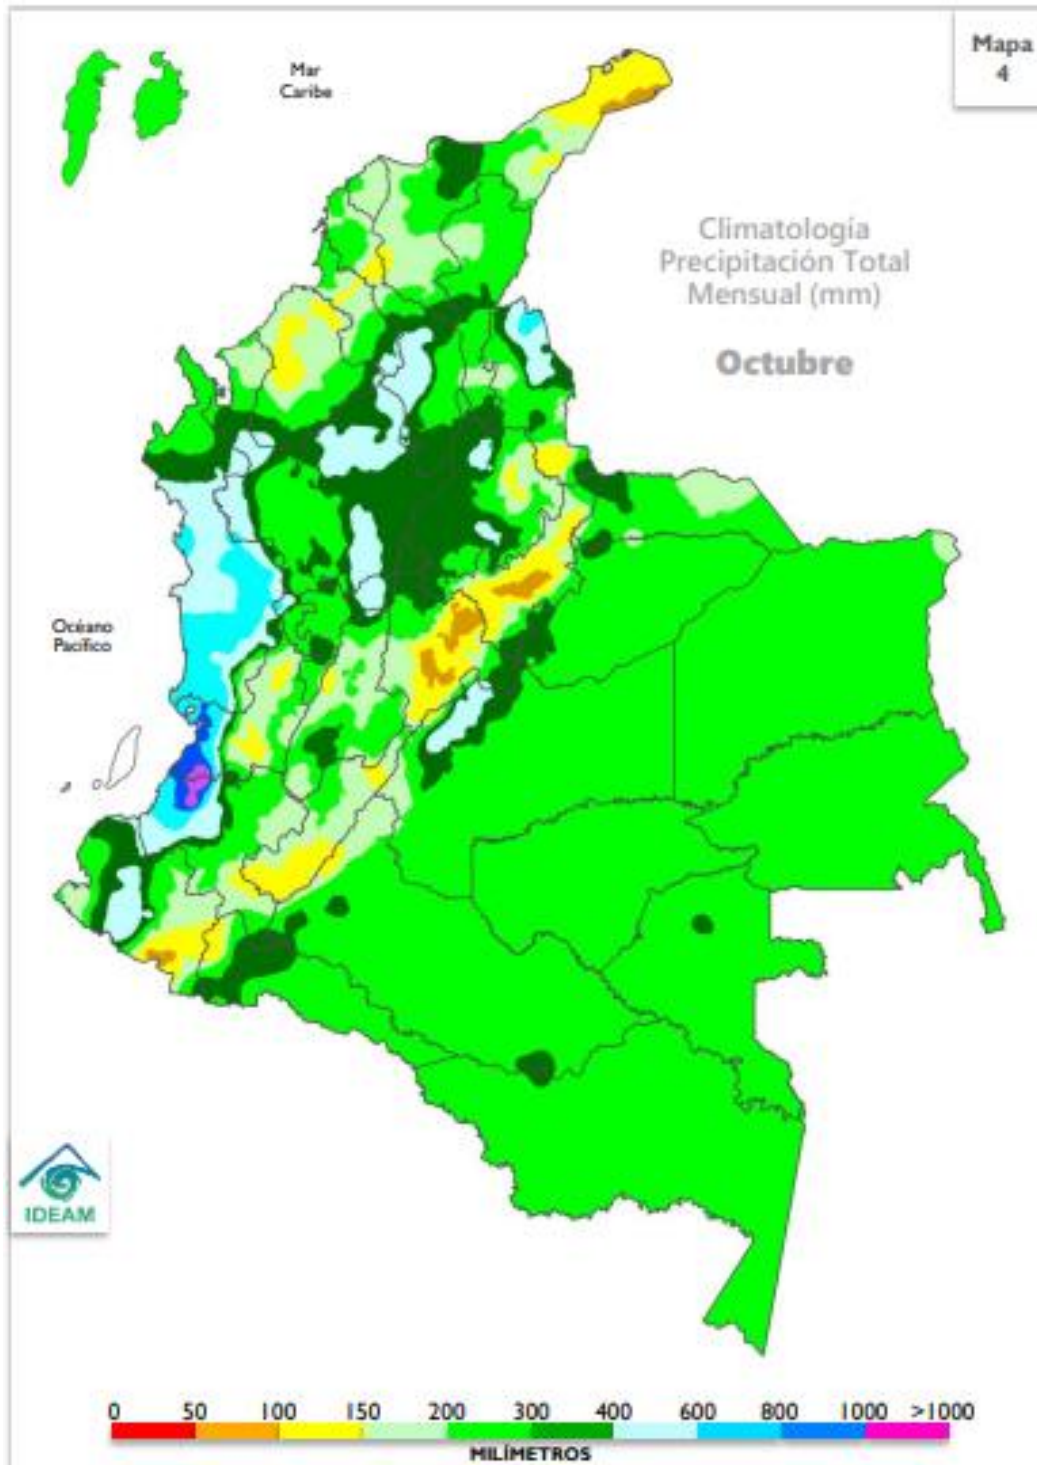 Mapa
4
Mar
Caribe
Climatología
Precipitación Total
Mensual (mm)
Octubre
Océano
Pacífico
IDEAM
0 50 100 150 200 300 400 600 800 1000 >1000
MILÍMETROS